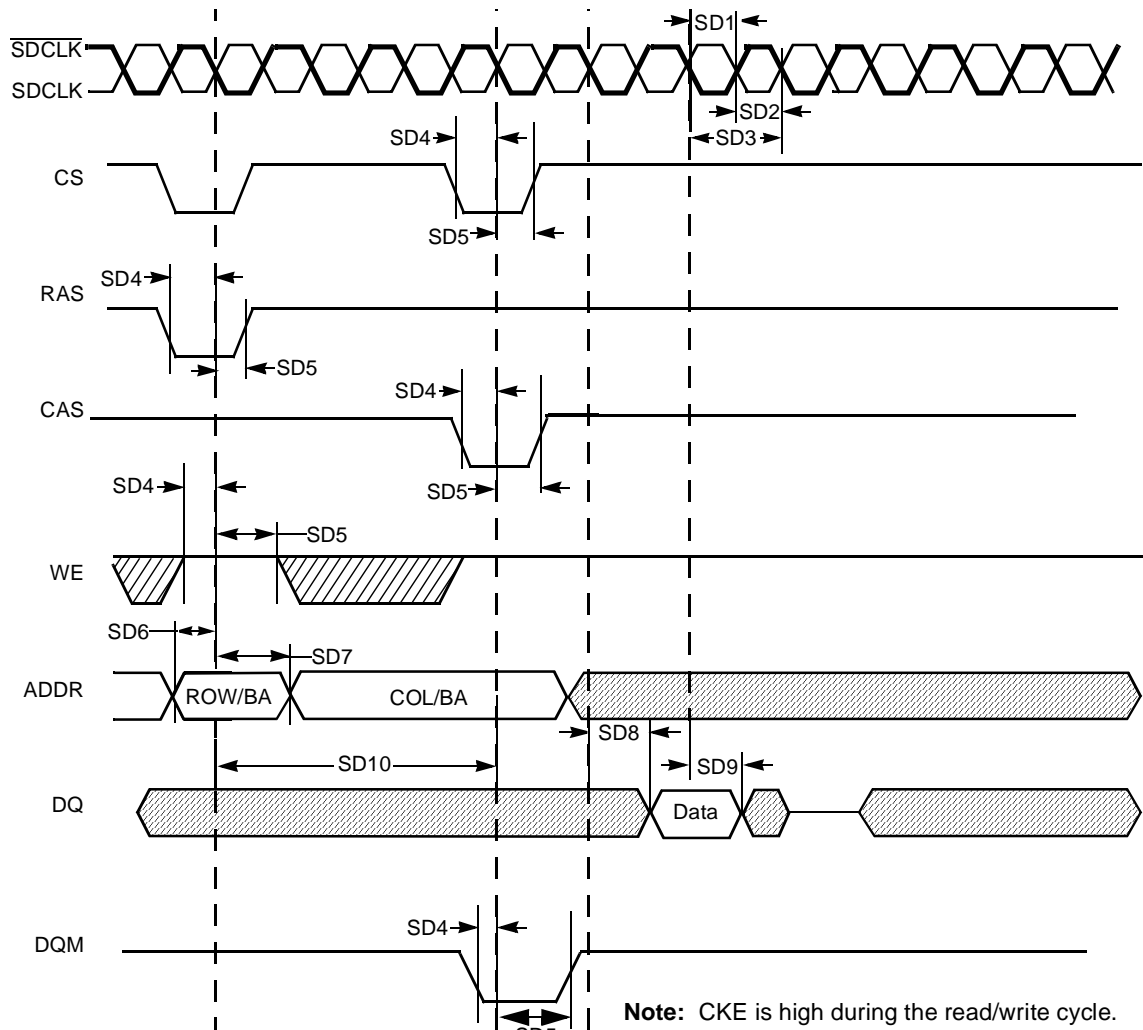 SD1
SDCLK
SDCLK
SD2
SD4
SD3
CS
SD5
SD4
RAS
SD5
SD4
CAS
SD4
SD5
SD5
WE
SD6
SD7
ADDR
ROW/BA
COL/BA
SD8
SD10
SD9
DQ
Data
SD4
DQM
Note: CKE is high during the read/write cycle.